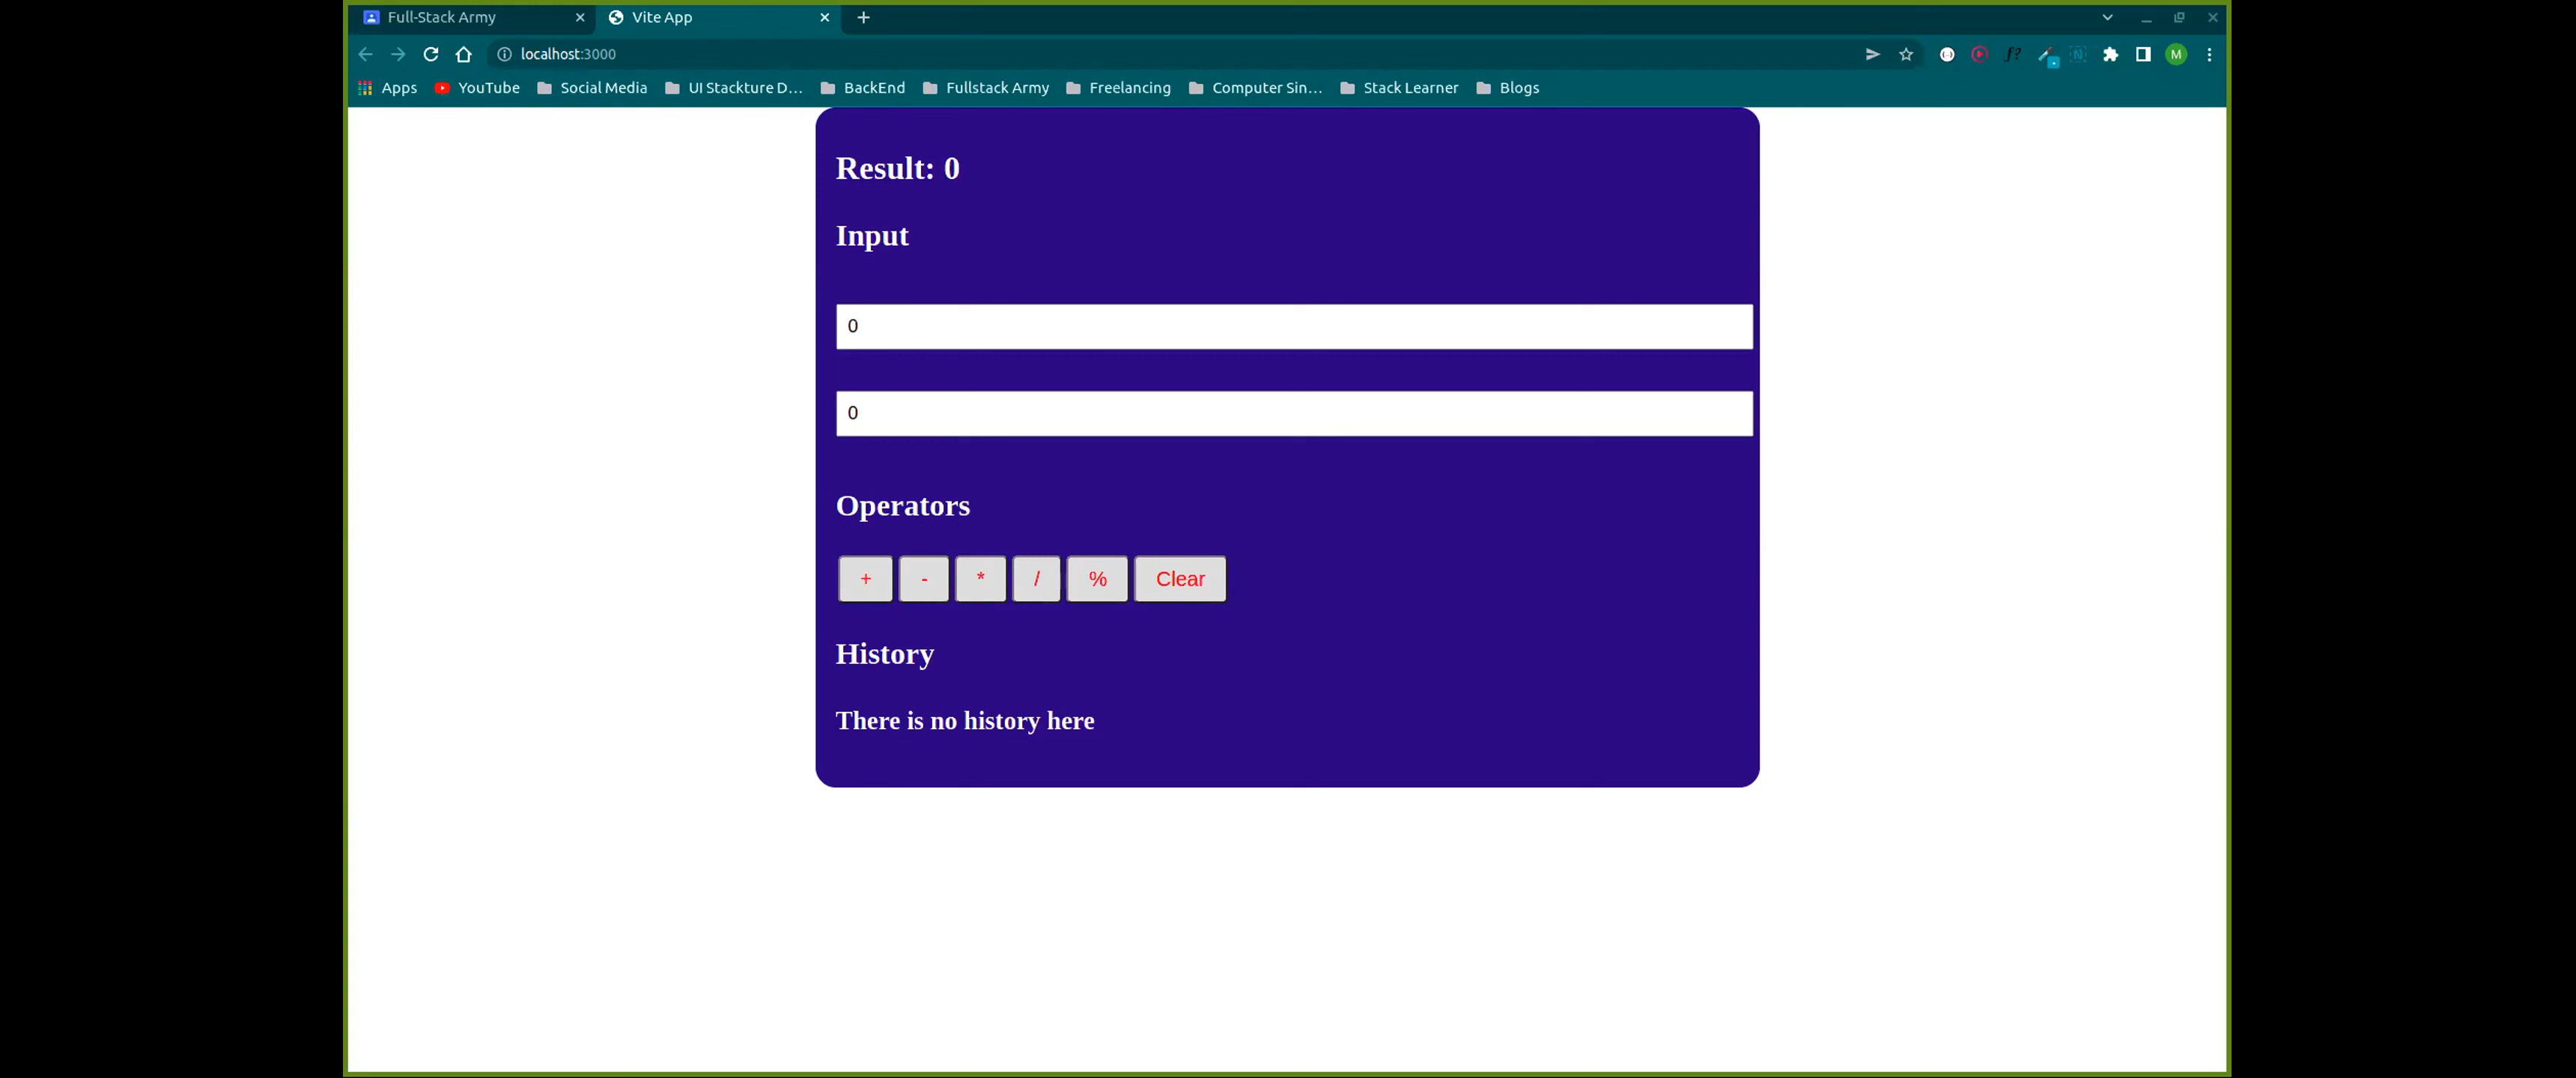 Full-Stack Army
Vite App
localhost:3000
f?
N
M
Apps YouTube Social Media UI Stackture D... BackEnd Fullstack Army Freelancing Computer Sin... Stack Learner Blogs
Result: 0
Input
0
0
Operators
+ - * / % Clear
History
There is no history here